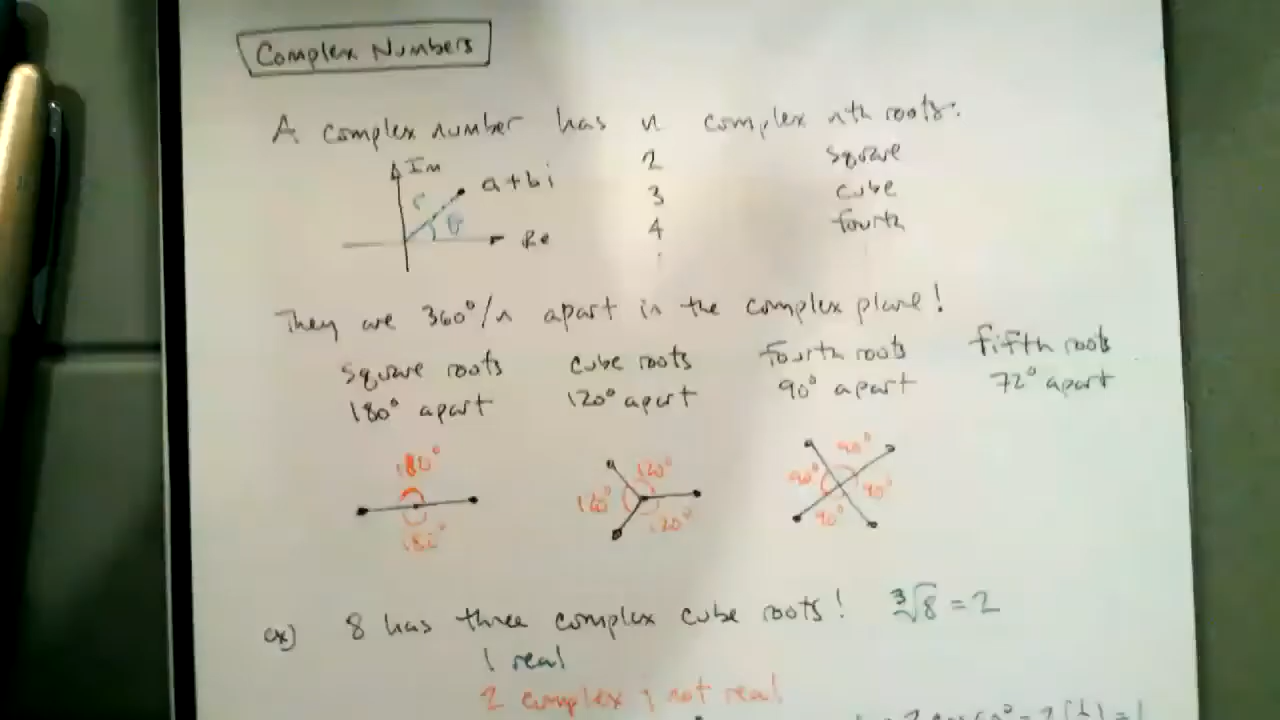 Complex Numbers
A complex number has n complex nth roots.
Im
a+bi
r
θ
Re
2 square
3 cube
4 fourth
They are 360°/n apart in the complex plane!
square roots cube roots fourth roots fifth roots
180° apart 120° apart 90° apart 72° apart
180°
180°
120°
120°
120°
90°
90°
90°
90°
ex) 8 has three complex cube roots! ∛8 = 2
1 real
2 complex, not real